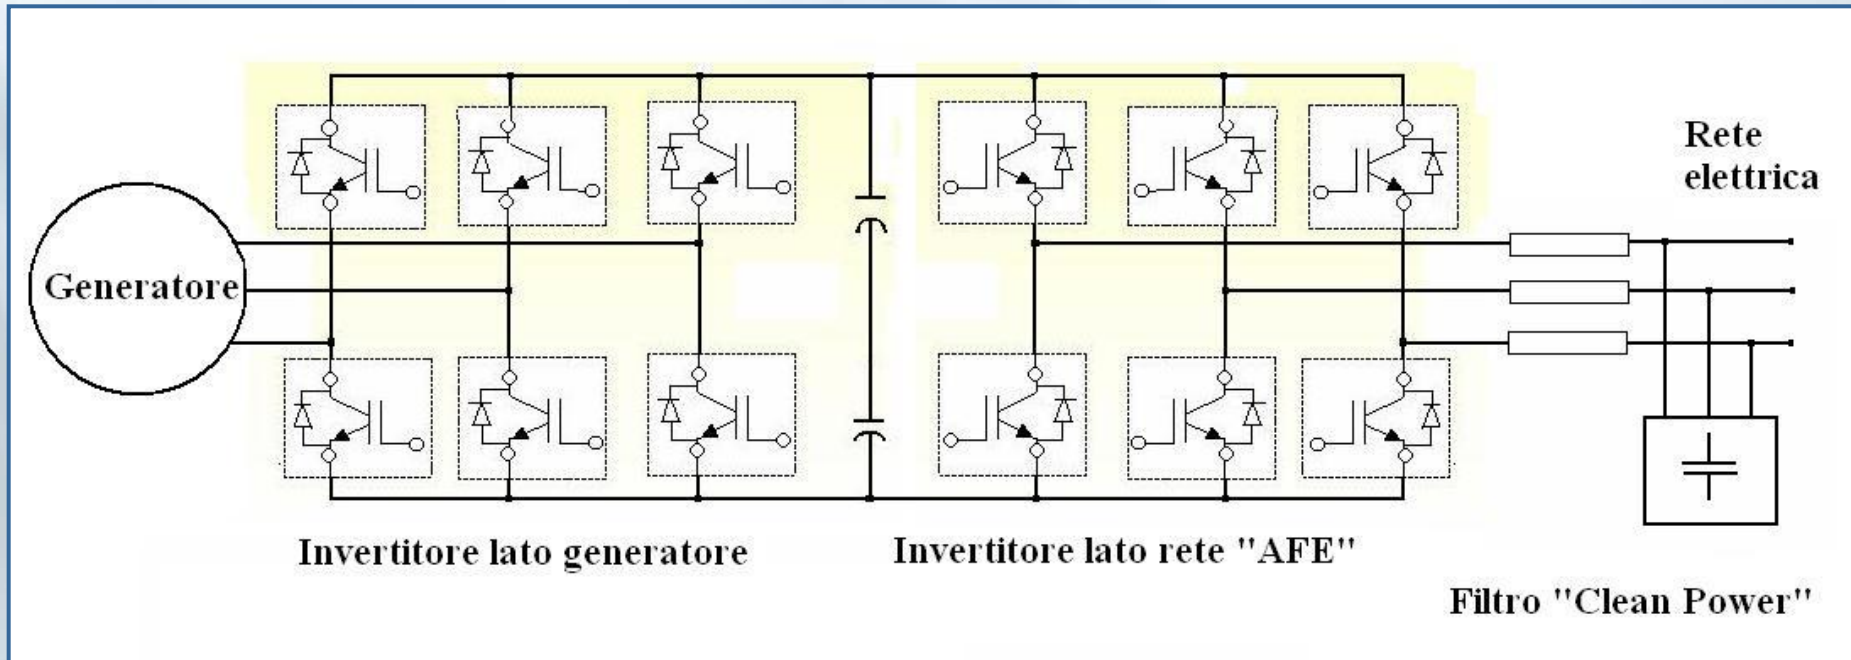 Rete
elettrica
Generatore
Invertitore lato generatore
Invertitore lato rete "AFE"
Filtro "Clean Power"